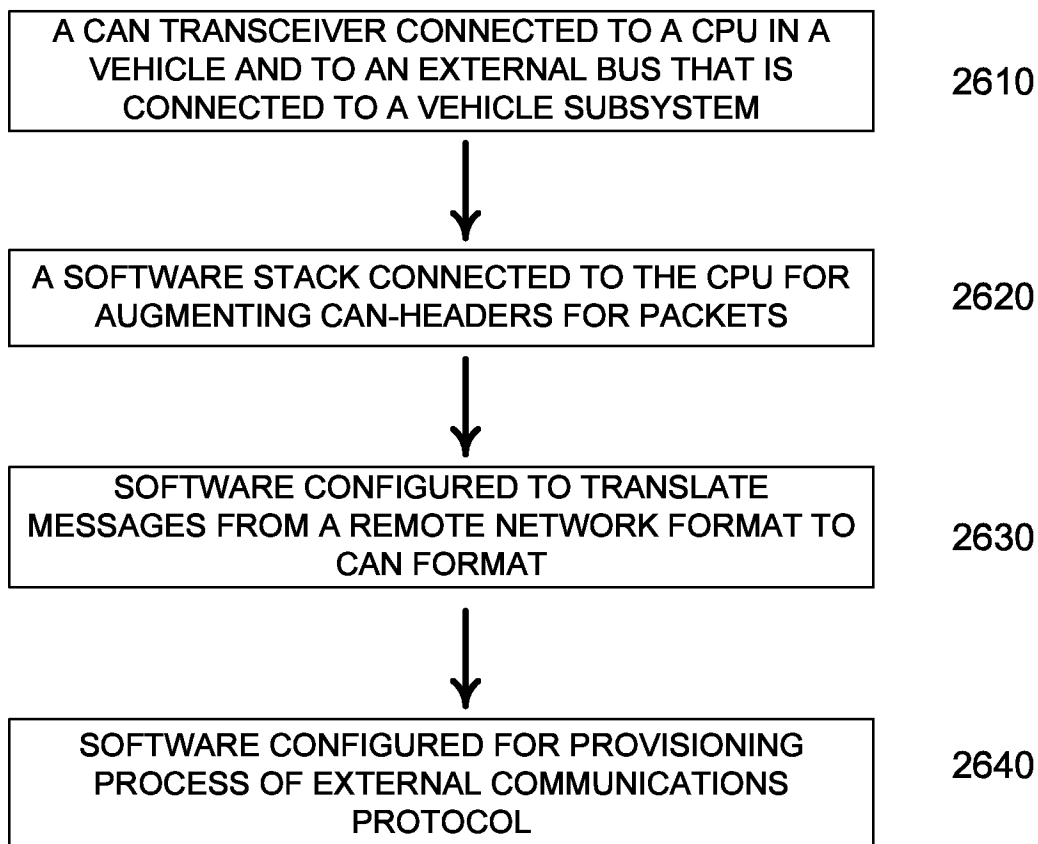 A CAN TRANSCEIVER CONNECTED TO A CPU IN A
VEHICLE AND TO AN EXTERNAL BUS THAT IS
CONNECTED TO A VEHICLE SUBSYSTEM
2610
A SOFTWARE STACK CONNECTED TO THE CPU FOR
AUGMENTING CAN-HEADERS FOR PACKETS
2620
SOFTWARE CONFIGURED TO TRANSLATE
MESSAGES FROM A REMOTE NETWORK FORMAT TO
CAN FORMAT
2630
SOFTWARE CONFIGURED FOR PROVISIONING
PROCESS OF EXTERNAL COMMUNICATIONS
PROTOCOL
2640